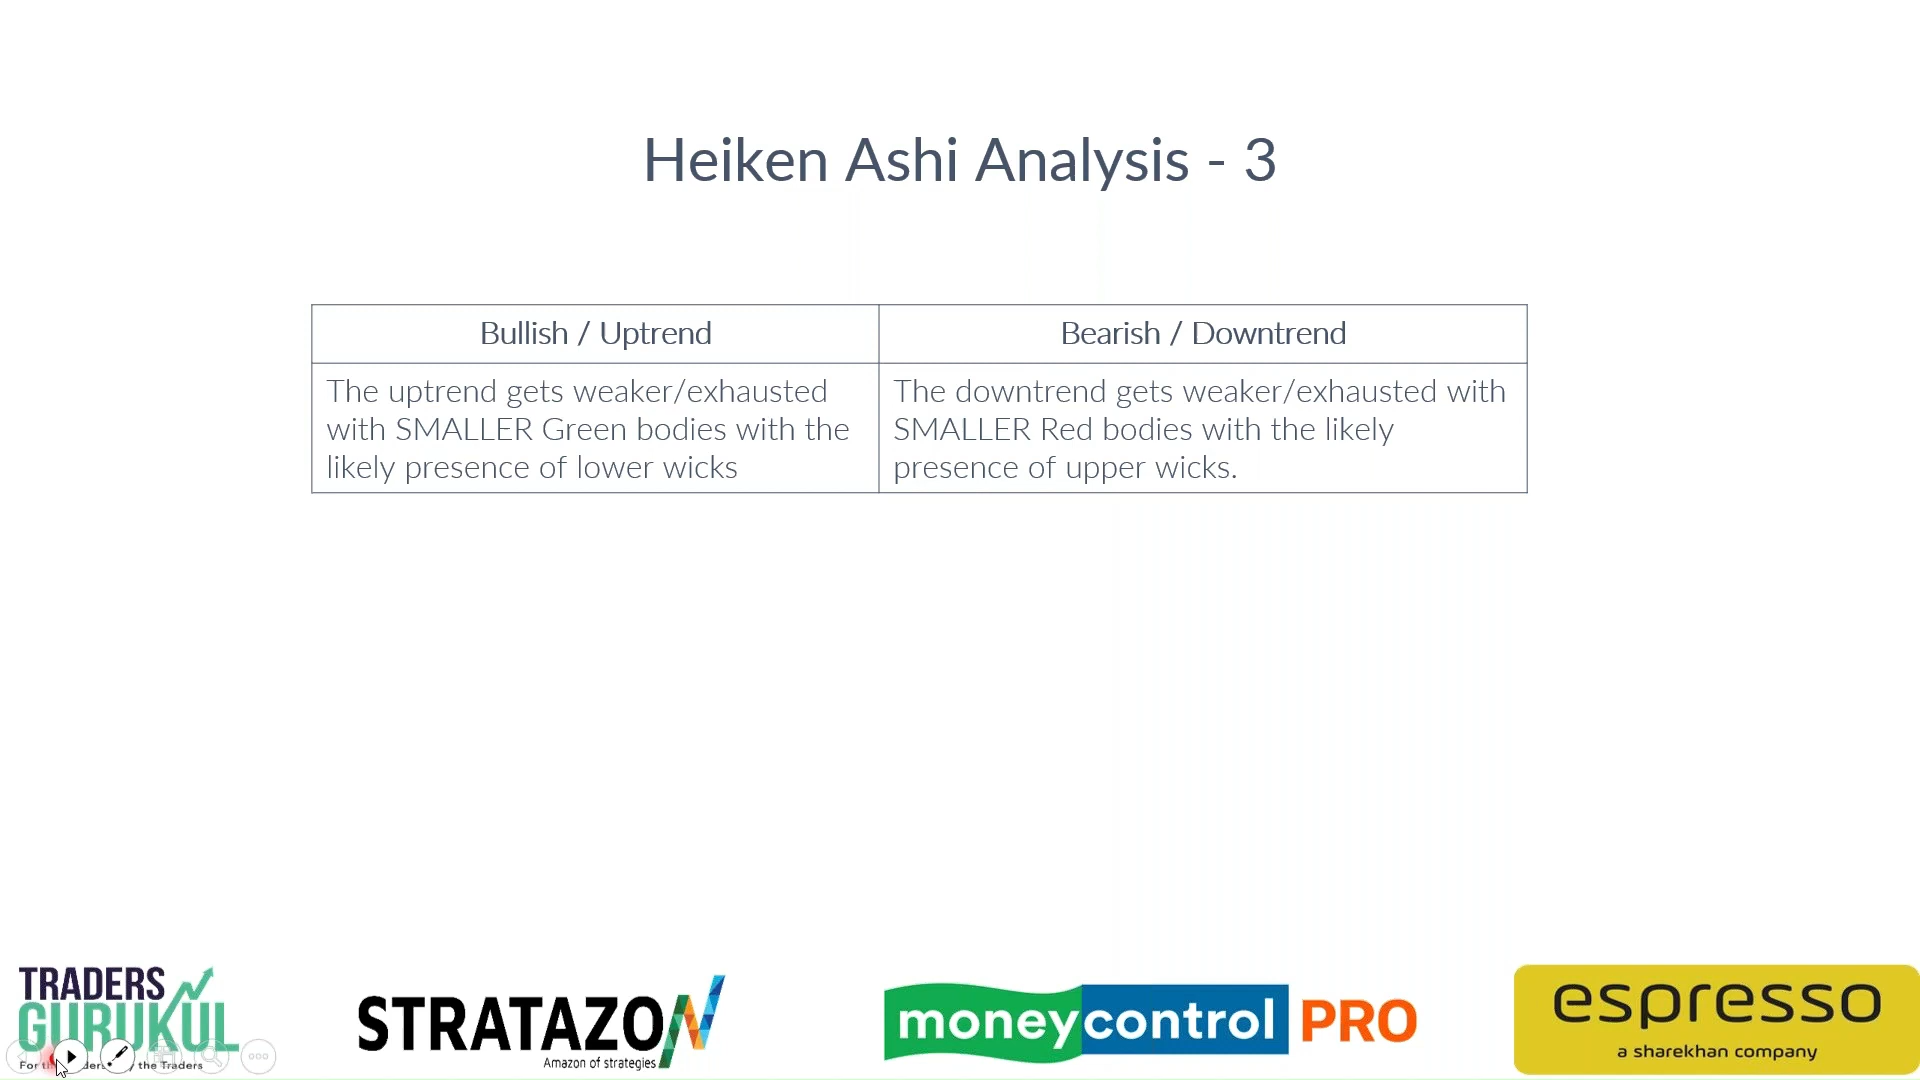 Heiken Ashi Analysis - 3
Bullish / Uptrend
Bearish / Downtrend
The uptrend gets weaker/exhausted
with SMALLER Green bodies with the
likely presence of lower wicks
The downtrend gets weaker/exhausted with
SMALLER Red bodies with the likely
presence of upper wicks.
TRADERS
GURUKUL
the Traders
STRATAZON
Amazon of strategies
moneycontrol PRO
espresso
a sharekhan company